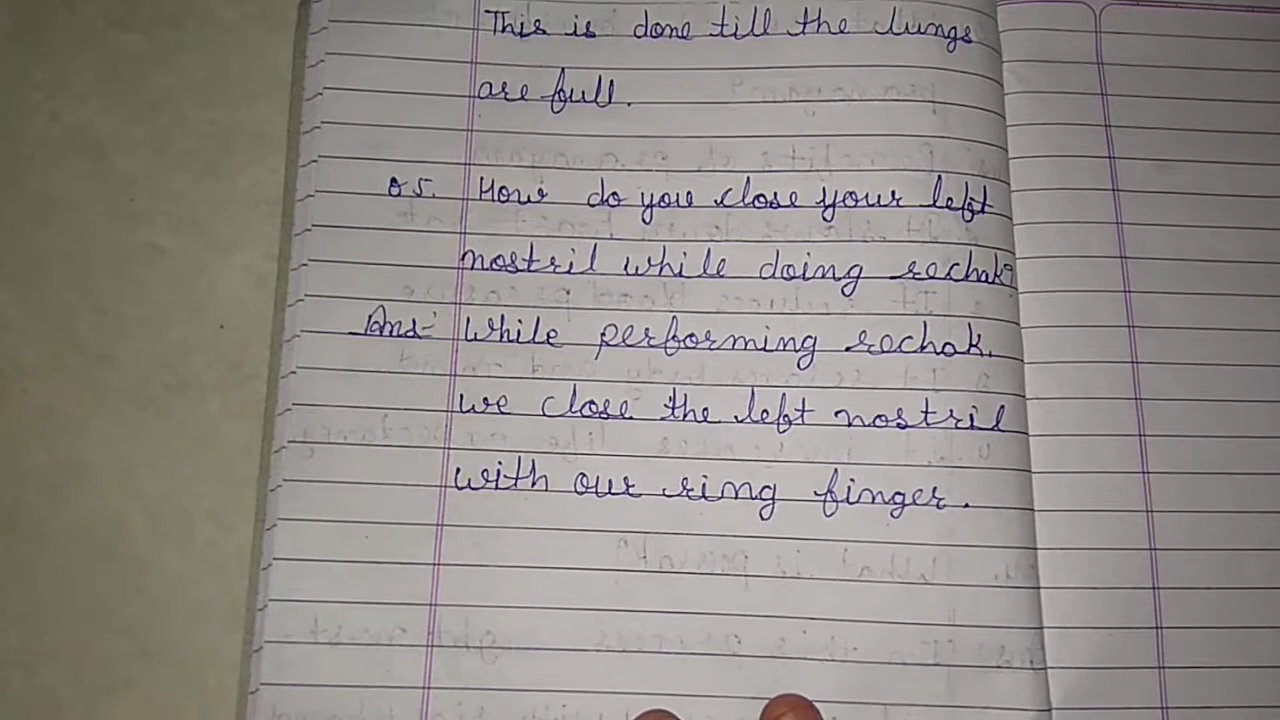 This is done till the lungs
are full.
Q5. How do you close your left
nostril while doing rechak?
Ans- While performing rechak.
we close the left nostril
with our ring finger.